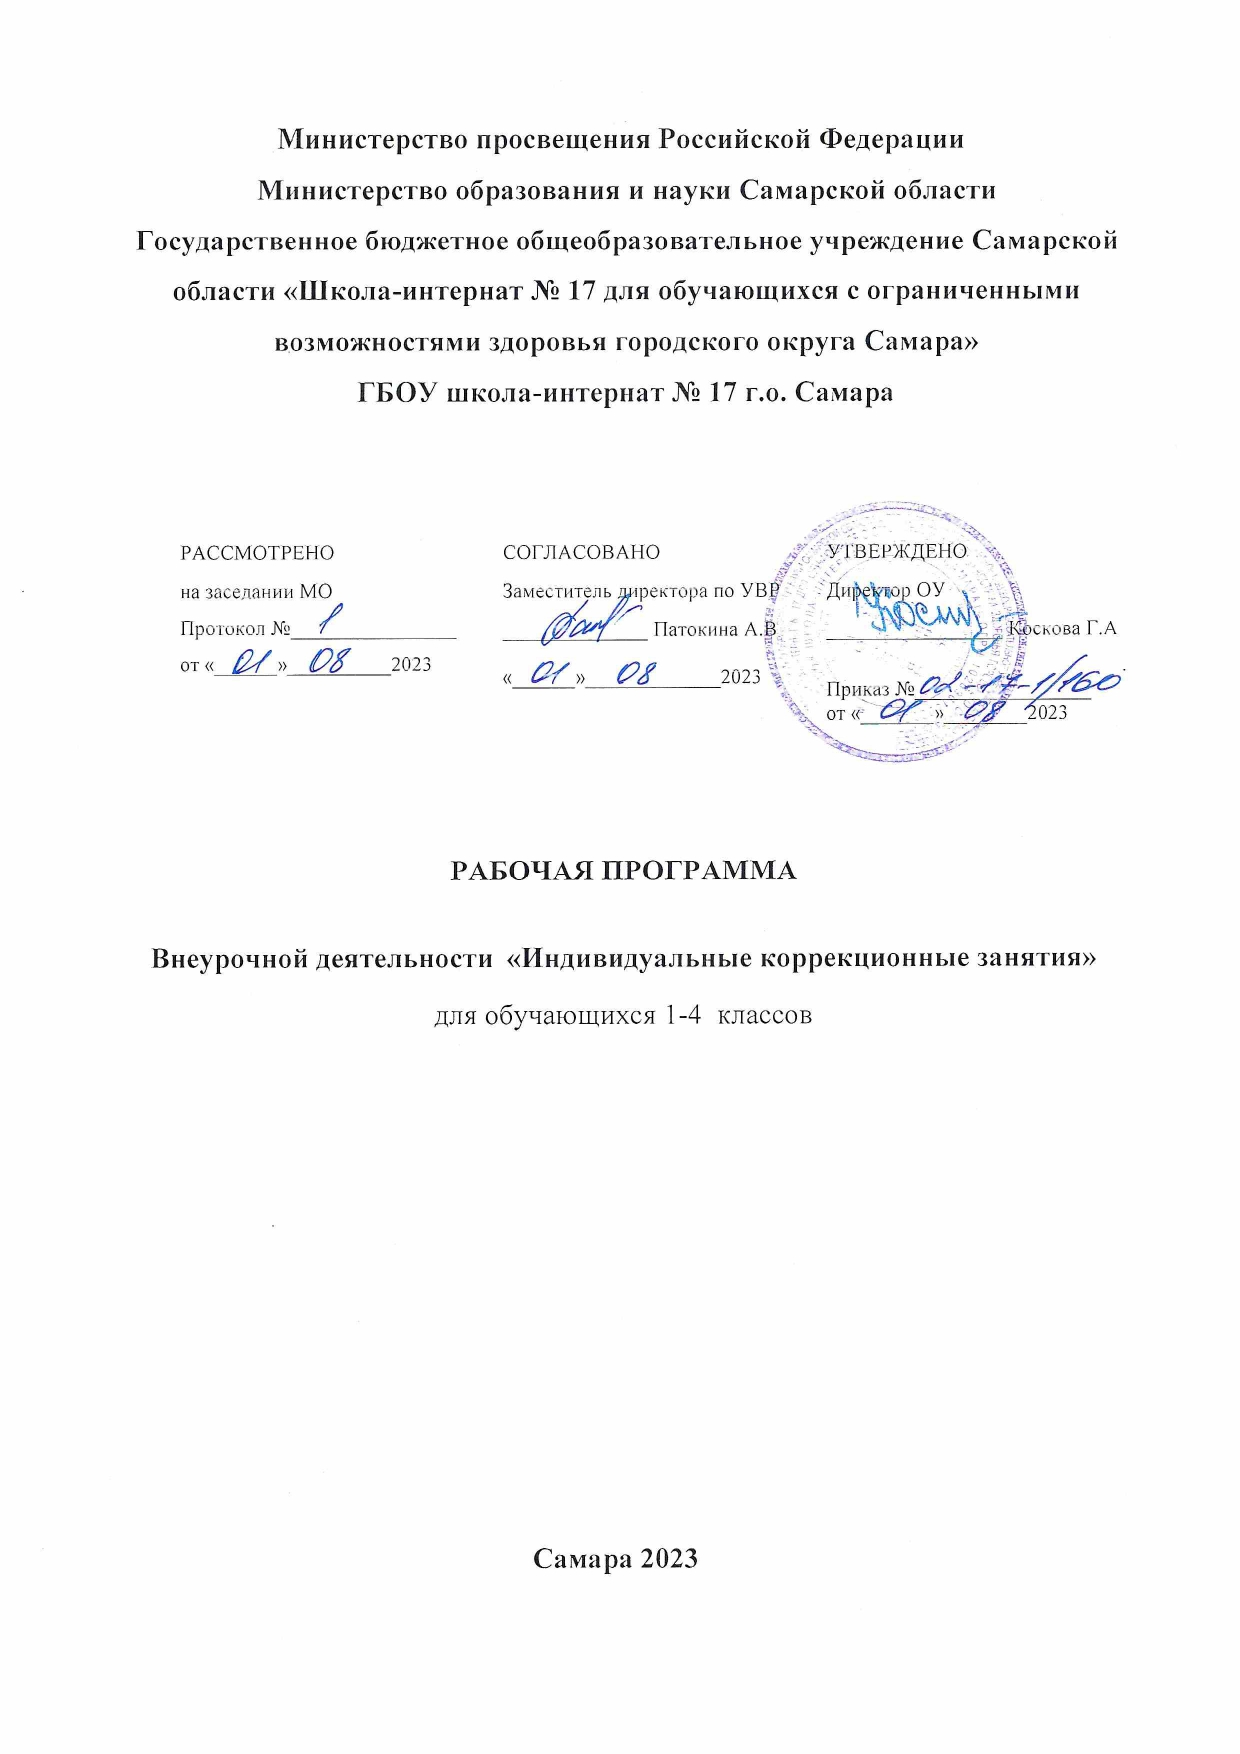 Министерство просвещения Российской Федерации
Министерство образования и науки Самарской области
Государственное бюджетное общеобразовательное учреждение Самарской
области «Школа-интернат № 17 для обучающихся с ограниченными
возможностями здоровья городского округа Самара»
ГБОУ школа-интернат № 17 г.о. Самара
РАССМОТРЕНО
на заседании МО
Протокол № 1
от «01» 08 2023
СОГЛАСОВАНО
Заместитель директора по УВР
Патокина А.В
«01» 08 2023
УТВЕРЖДЕНО
Директор ОУ
Коскова Г.А
Приказ № 02-17-1/160
от «01» 08 2023
РАБОЧАЯ ПРОГРАММА
Внеурочной деятельности «Индивидуальные коррекционные занятия»
для обучающихся 1-4 классов
Самара 2023